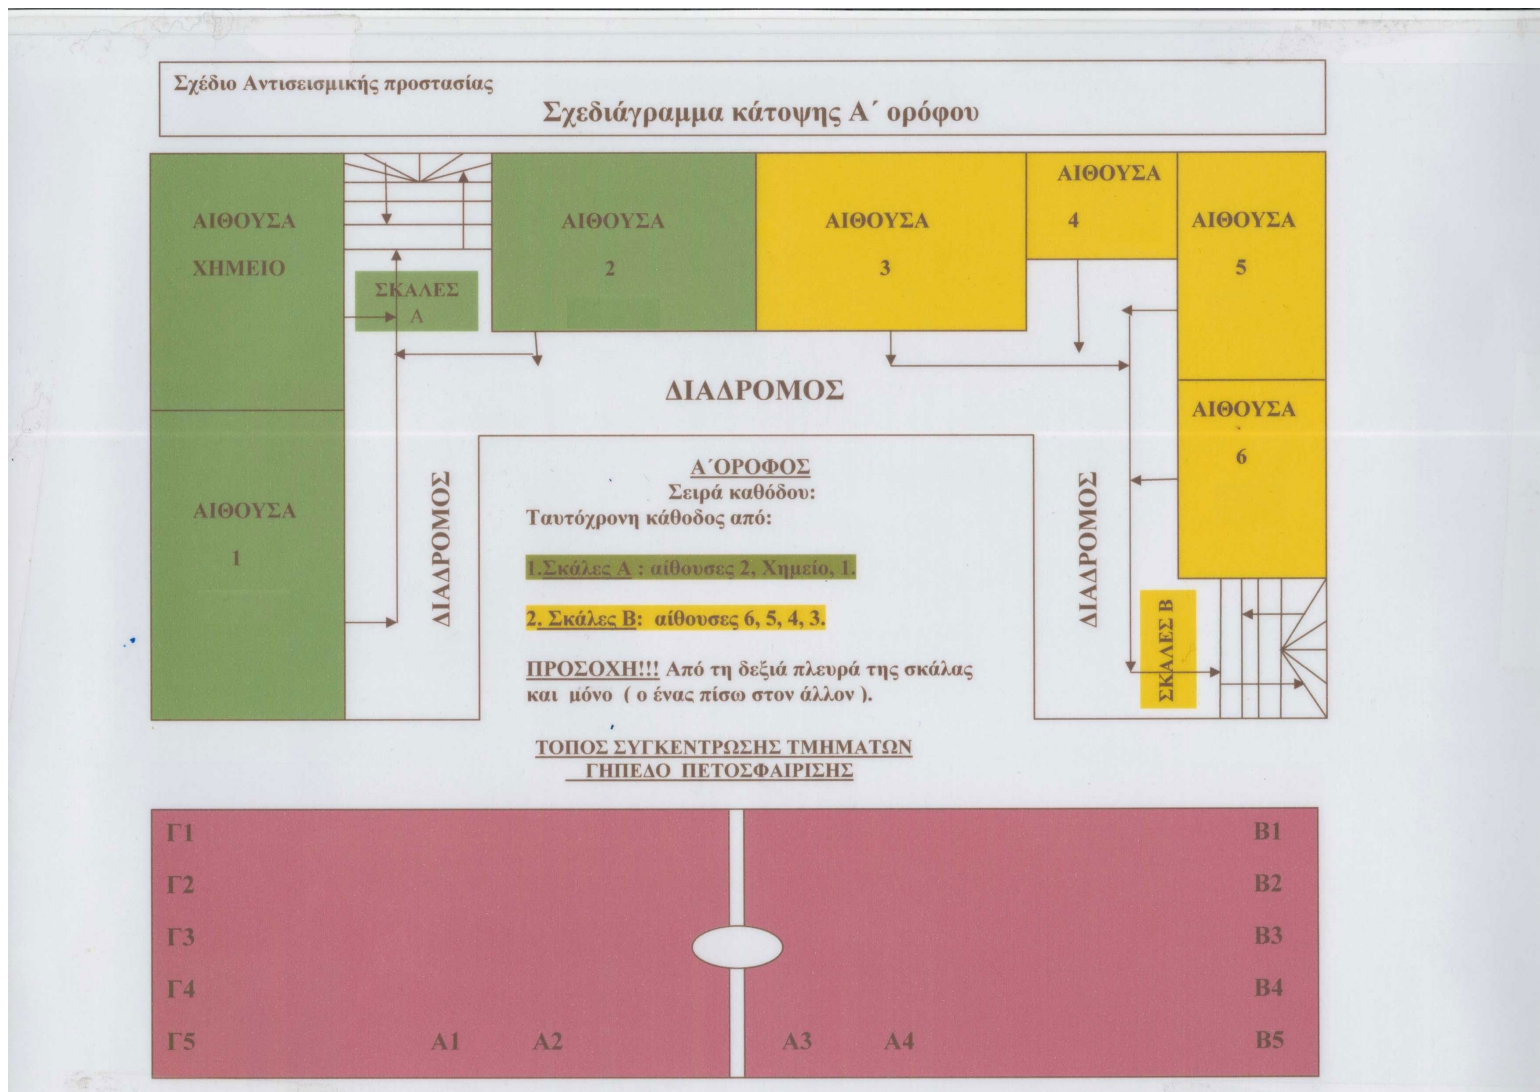 Σχέδιο Αντισεισμικής προστασίας
Σχεδιάγραμμα κάτοψης Α΄ ορόφου
ΑΙΘΟΥΣΑ
ΧΗΜΕΙΟ
ΣΚΑΛΕΣ
Α
ΑΙΘΟΥΣΑ
2
ΑΙΘΟΥΣΑ
3
ΑΙΘΟΥΣΑ
4
ΑΙΘΟΥΣΑ
5
ΔΙΑΔΡΟΜΟΣ
ΑΙΘΟΥΣΑ
6
ΑΙΘΟΥΣΑ
1
ΔΙΑΔΡΟΜΟΣ
Α΄ΟΡΟΦΟΣ
Σειρά καθόδου:
Ταυτόχρονη κάθοδος από:
1.Σκάλες Α : αίθουσες 2, Χημείο, 1.
2. Σκάλες Β: αίθουσες 6, 5, 4, 3.
ΠΡΟΣΟΧΗ!!! Από τη δεξιά πλευρά της σκάλας
και μόνο ( ο ένας πίσω στον άλλον ).
ΔΙΑΔΡΟΜΟΣ
ΣΚΑΛΕΣ Β
ΤΟΠΟΣ ΣΥΓΚΕΝΤΡΩΣΗΣ ΤΜΗΜΑΤΩΝ
ΓΗΠΕΔΟ ΠΕΤΟΣΦΑΙΡΙΣΗΣ
Γ1 Β1
Γ2 Β2
Γ3 Β3
Γ4 Β4
Γ5 Α1 Α2 Α3 Α4 Β5